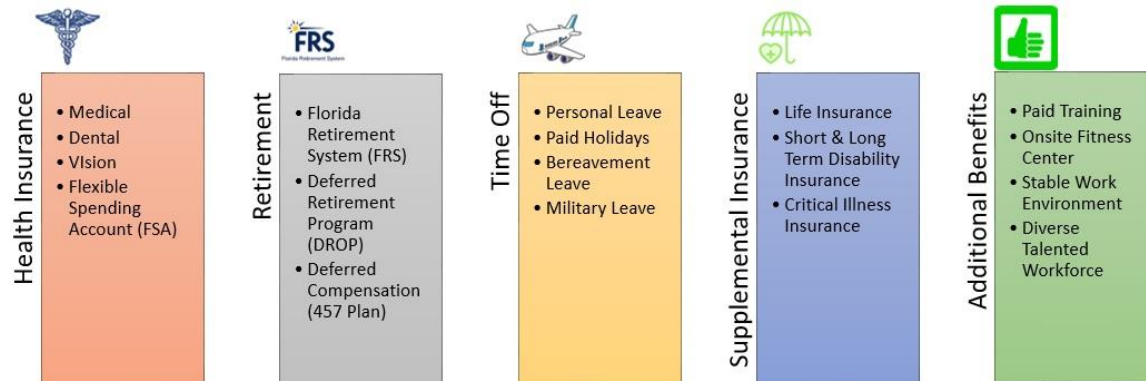 FRS
Florida Retirement System
Health Insurance
• Medical
• Dental
• VIsion
• Flexible
Spending
Account (FSA)
Retirement
• Florida
Retirement
System (FRS)
• Deferred
Retirement
Program
(DROP)
• Deferred
Compensation
(457 Plan)
Time Off
• Personal Leave
• Paid Holidays
• Bereavement
Leave
• Military Leave
Supplemental Insurance
• Life Insurance
• Short & Long
Term Disability
Insurance
• Critical Illness
Insurance
Additional Benefits
• Paid Training
• Onsite Fitness
Center
• Stable Work
Environment
• Diverse
Talented
Workforce